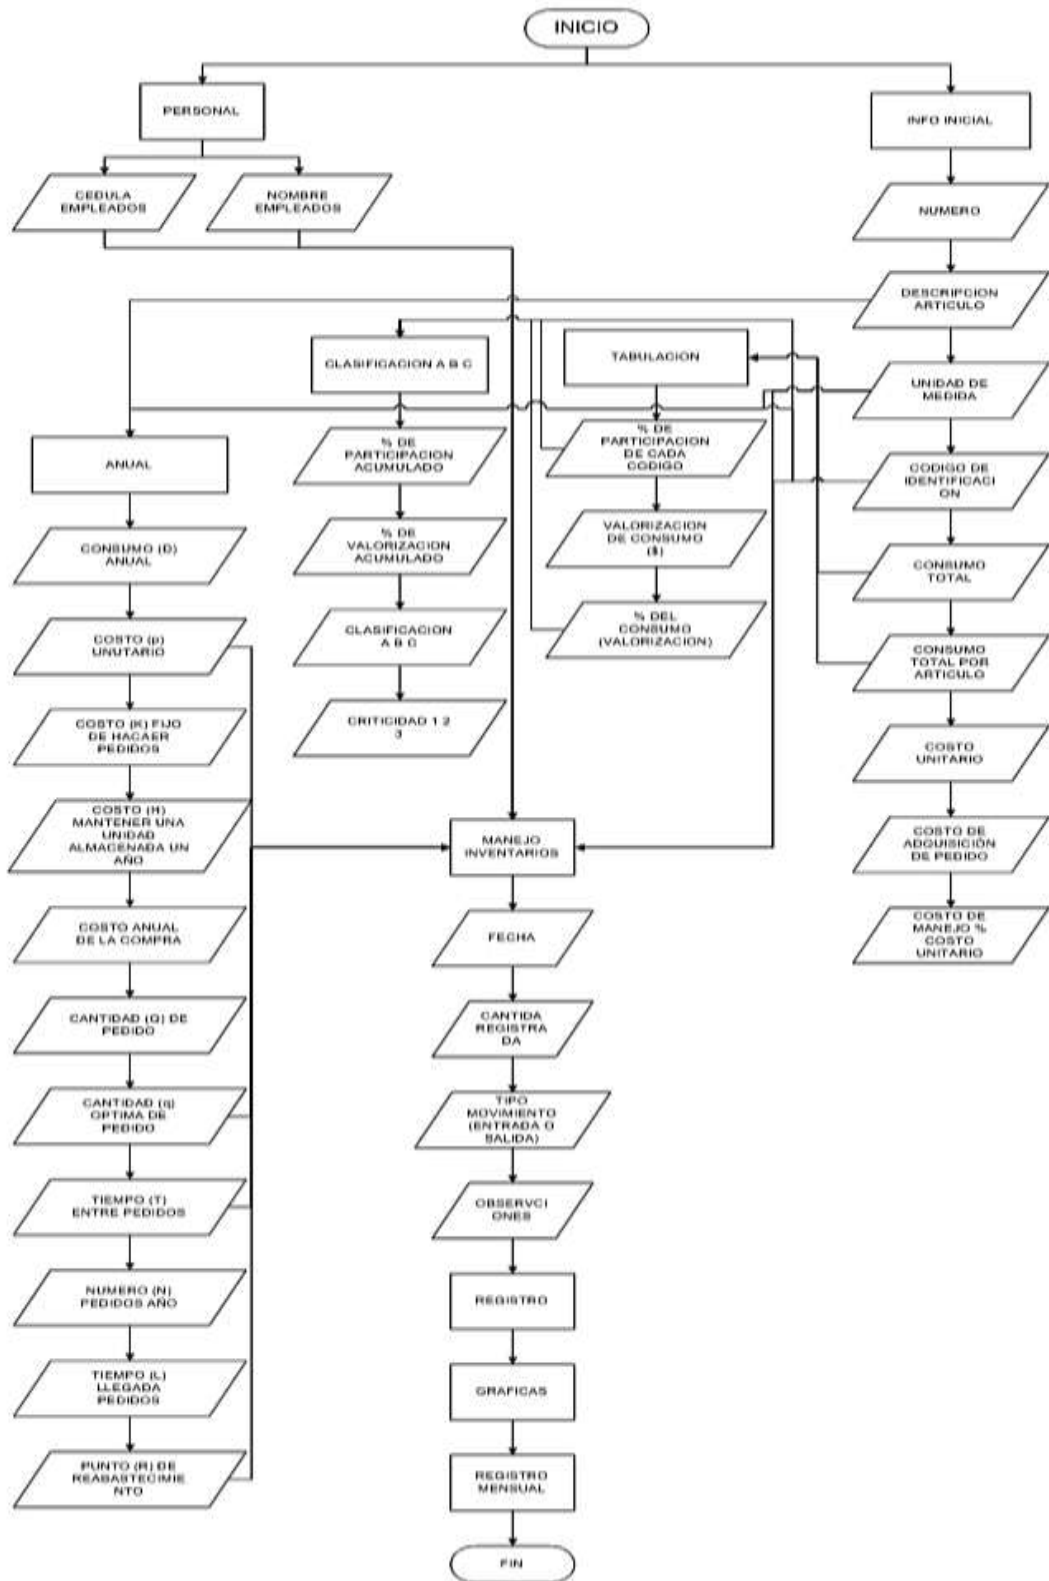 INICIO
PERSONAL
INFO INICIAL
CEDULA
EMPLEADOS
NOMBRE
EMPLEADOS
NUMERO
DESCRIPCION
ARTICULO
CLASIFICACION A B C
TABULACION
UNIDAD DE
MEDIDA
ANUAL
% DE
PARTICIPACION
ACUMULADO
% DE
PARTICIPACION
DE CADA
CODIGO
CODIGO DE
IDENTIFICACI
ON
CONSUMO (D)
ANUAL
% DE
VALORIZACION
ACUMULADO
VALORIZACION
DE CONSUMO
($)
CONSUMO
TOTAL
COSTO (p)
UNUTARIO
CLASIFICACION
A B C
% DEL
CONSUMO
(VALORIZACION)
CONSUMO
TOTAL POR
ARTICULO
COSTO (K) FIJO
DE HACAER
PEDIDOS
CRITICIDAD 1 2
3
COSTO
UNITARIO
COSTO (H)
MANTENER UNA
UNIDAD
ALMACENADA UN
AÑO
MANEJO
INVENTARIOS
COSTO DE
ADQUISICIÓN
DE PEDIDO
COSTO ANUAL
DE LA COMPRA
FECHA
COSTO DE
MANEJO %
COSTO
UNITARIO
CANTIDAD (Q) DE
PEDIDO
CANTIDA
REGISTRA
DA
CANTIDAD (q)
OPTIMA DE
PEDIDO
TIPO
MOVIMIENTO
(ENTRADA O
SALIDA)
TIEMPO (T)
ENTRE PEDIDOS
OBSERVCI
ONES
NUMERO (N)
PEDIDOS AÑO
REGISTRO
TIEMPO (L)
LLEGADA
PEDIDOS
GRAFICAS
PUNTO (R) DE
REABASTECIMIE
NTO
REGISTRO
MENSUAL
FIN